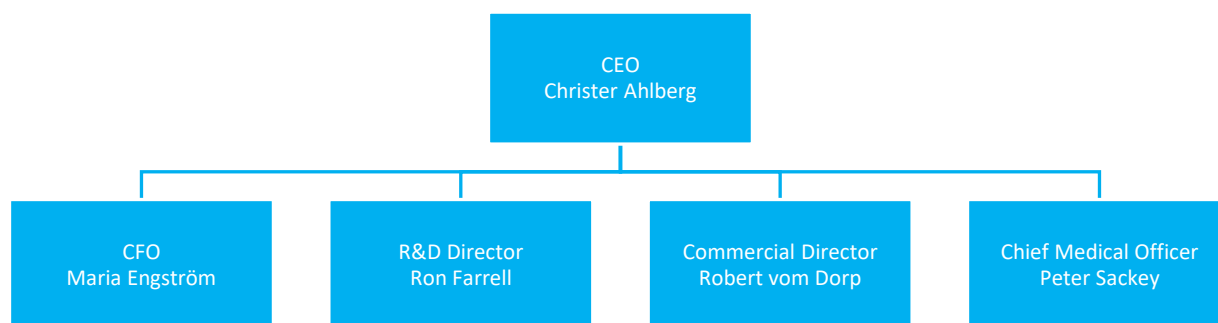 CEO
Christer Ahlberg
CFO
Maria Engström
R&D Director
Ron Farrell
Commercial Director
Robert vom Dorp
Chief Medical Officer
Peter Sackey